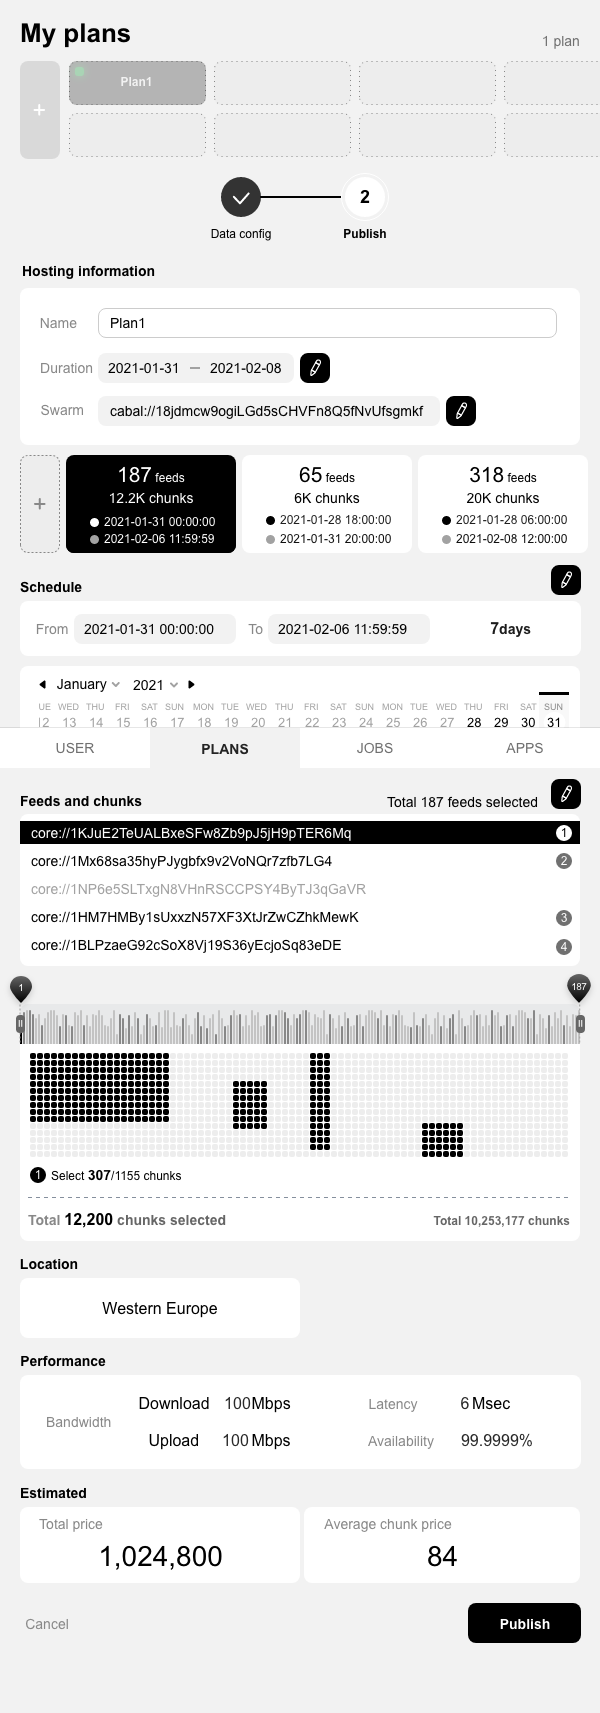 My plans
1 plan
+
Plan1
2
Data config
Publish
Hosting information
Name
Plan1
Duration
2021-01-31 — 2021-02-08
Swarm
cabal://18jdmcw9ogiLGd5sCHVFn8Q5fNvUfsgmkf
+
187 feeds
12.2K chunks
2021-01-31 00:00:00
2021-02-06 11:59:59
65 feeds
6K chunks
2021-01-28 18:00:00
2021-01-31 20:00:00
318 feeds
20K chunks
2021-01-28 06:00:00
2021-02-08 12:00:00
Schedule
From 2021-01-31 00:00:00 To 2021-02-06 11:59:59 7days
January 2021
UE WED THU FRI SAT SUN MON TUE WED THU FRI SAT SUN MON TUE WED THU FRI SAT SUN
12 13 14 15 16 17 18 19 20 21 22 23 24 25 26 27 28 29 30 31
USER PLANS JOBS APPS
Feeds and chunks
Total 187 feeds selected
core://1KJuE2TeUALBxeSFw8Zb9pJ5jH9pTER6Mq 1
core://1Mx68sa35hyPJygbfx9v2VoNQr7zfb7LG4 2
core://1NP6e5SLTxgN8VHnRSCCPSY4ByTJ3qGaVR
core://1HM7HMBy1sUxxzN57XF3XtJrZwCZhkMewK 3
core://1BLPzaeG92cSoX8Vj19S36yEcjoSq83eDE 4
1 187
1 Select 307/1155 chunks
Total 12,200 chunks selected
Total 10,253,177 chunks
Location
Western Europe
Performance
Bandwidth
Download 100Mbps
Upload 100 Mbps
Latency 6 Msec
Availability 99.9999%
Estimated
Total price
1,024,800
Average chunk price
84
Cancel
Publish